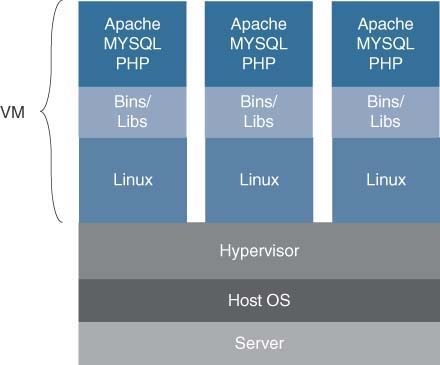 Apache
MYSQL
PHP
Apache
MYSQL
PHP
Apache
MYSQL
PHP
VM
Bins/
Libs
Bins/
Libs
Bins/
Libs
Linux
Linux
Linux
Hypervisor
Host OS
Server